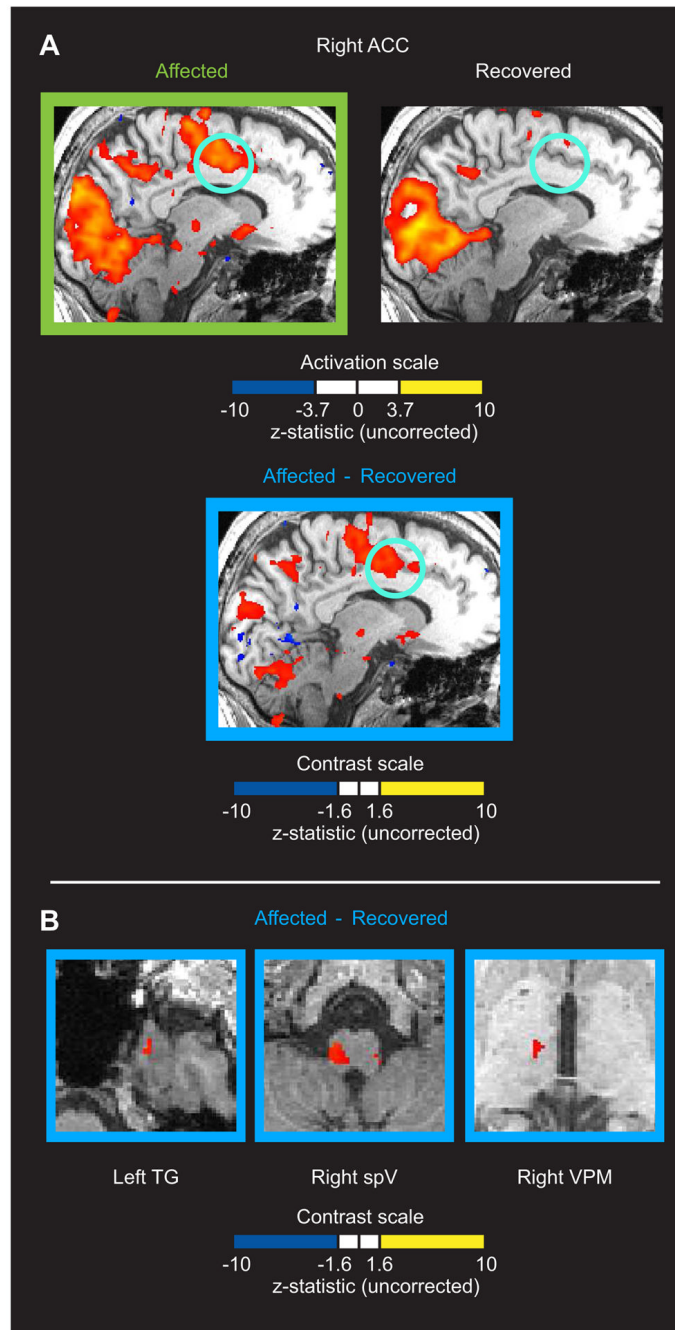 A
Right ACC
Affected Recovered
Activation scale
-10 -3.7 0 3.7 10
z-statistic (uncorrected)
Affected - Recovered
Contrast scale
-10 -1.6 1.6 10
z-statistic (uncorrected)
B
Affected - Recovered
Left TG Right spV Right VPM
Contrast scale
-10 -1.6 1.6 10
z-statistic (uncorrected)